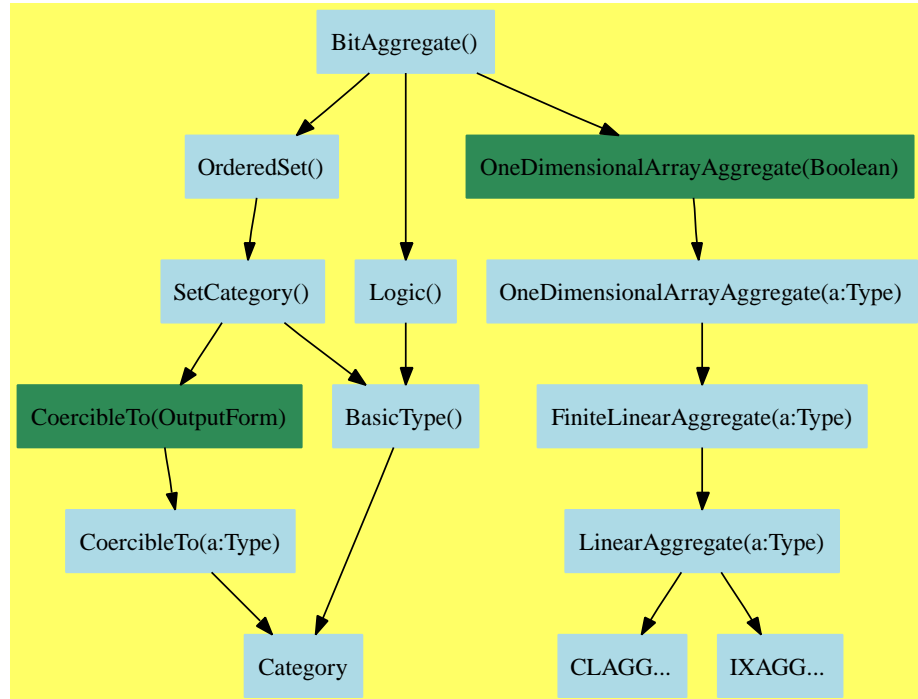 BitAggregate()
OrderedSet()
OneDimensionalArrayAggregate(Boolean)
SetCategory()
Logic()
OneDimensionalArrayAggregate(a:Type)
CoercibleTo(OutputForm)
BasicType()
FiniteLinearAggregate(a:Type)
CoercibleTo(a:Type)
LinearAggregate(a:Type)
Category
CLAGG...
IXAGG...